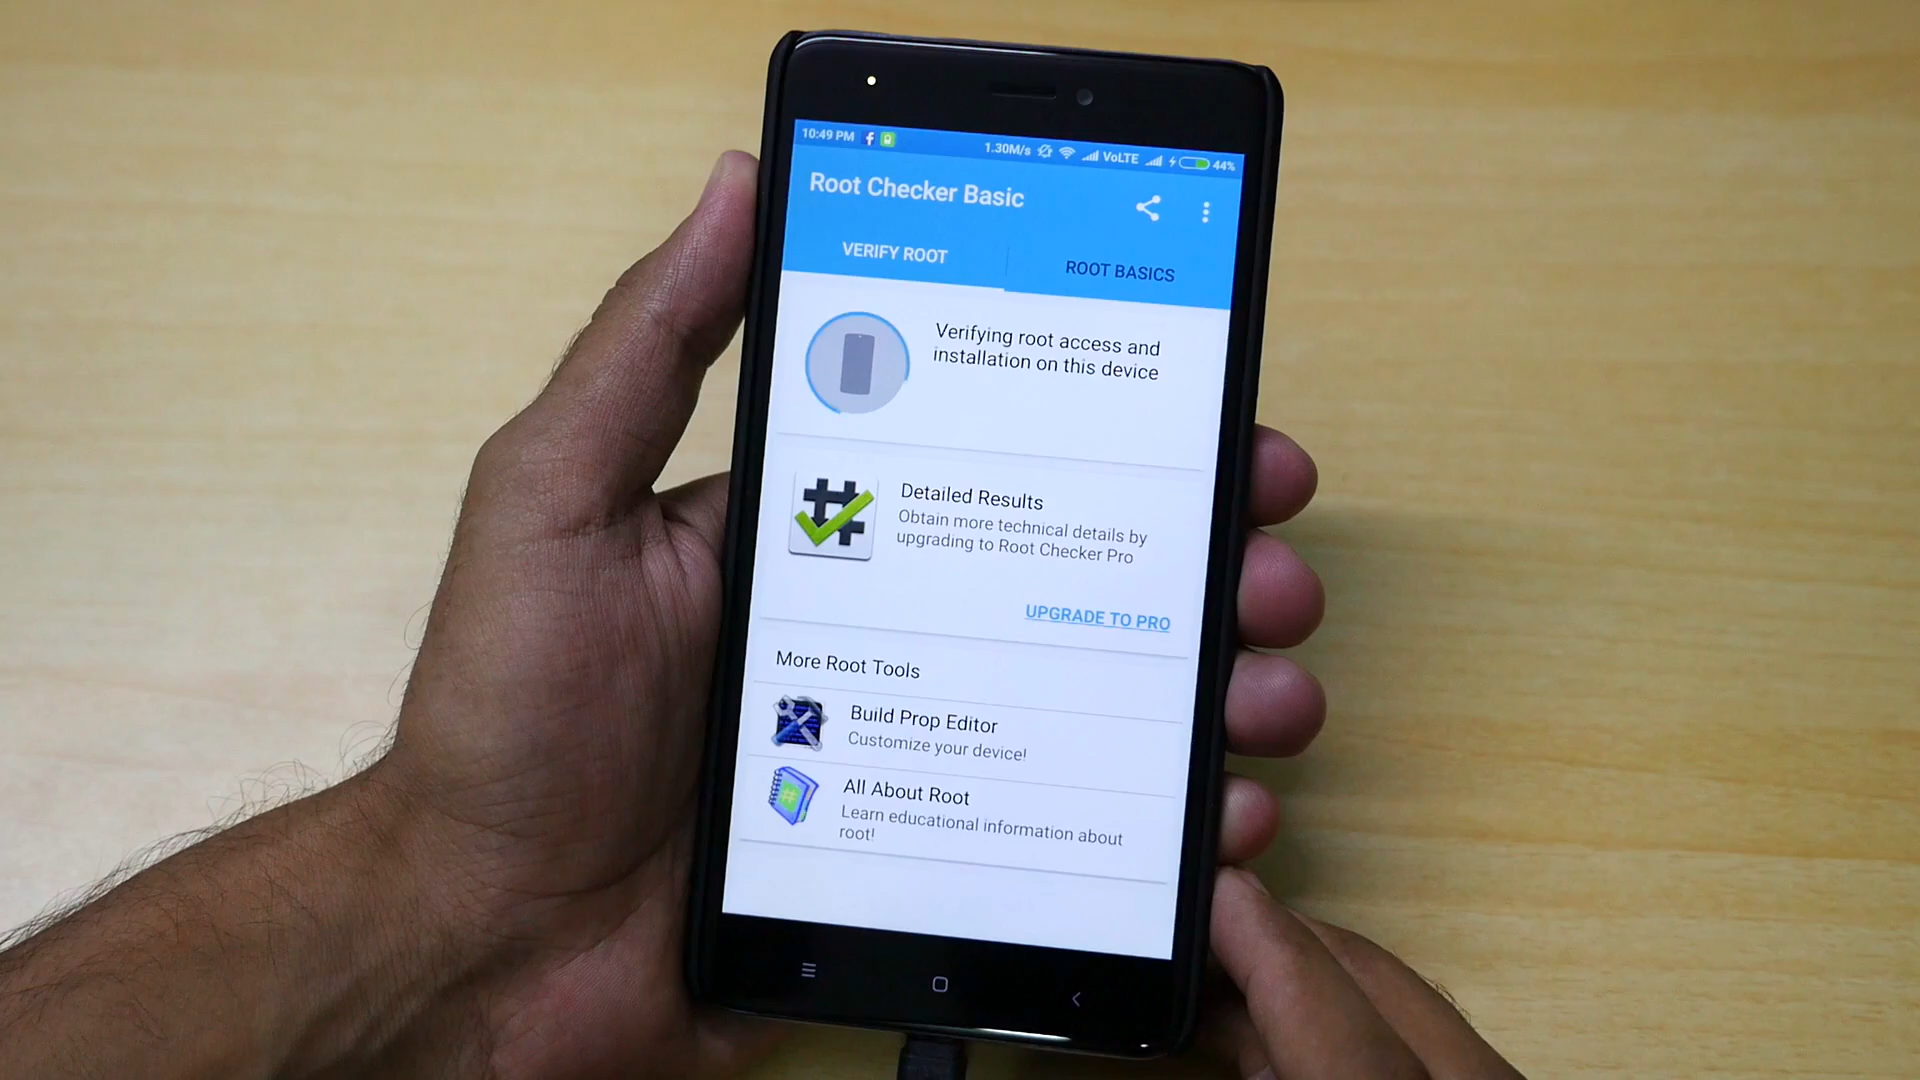 10:49 PM
1.30M/s VoLTE 44%
Root Checker Basic
VERIFY ROOT
ROOT BASICS
Verifying root access and
installation on this device
Detailed Results
Obtain more technical details by
upgrading to Root Checker Pro
UPGRADE TO PRO
More Root Tools
Build Prop Editor
Customize your device!
All About Root
Learn educational information about
root!